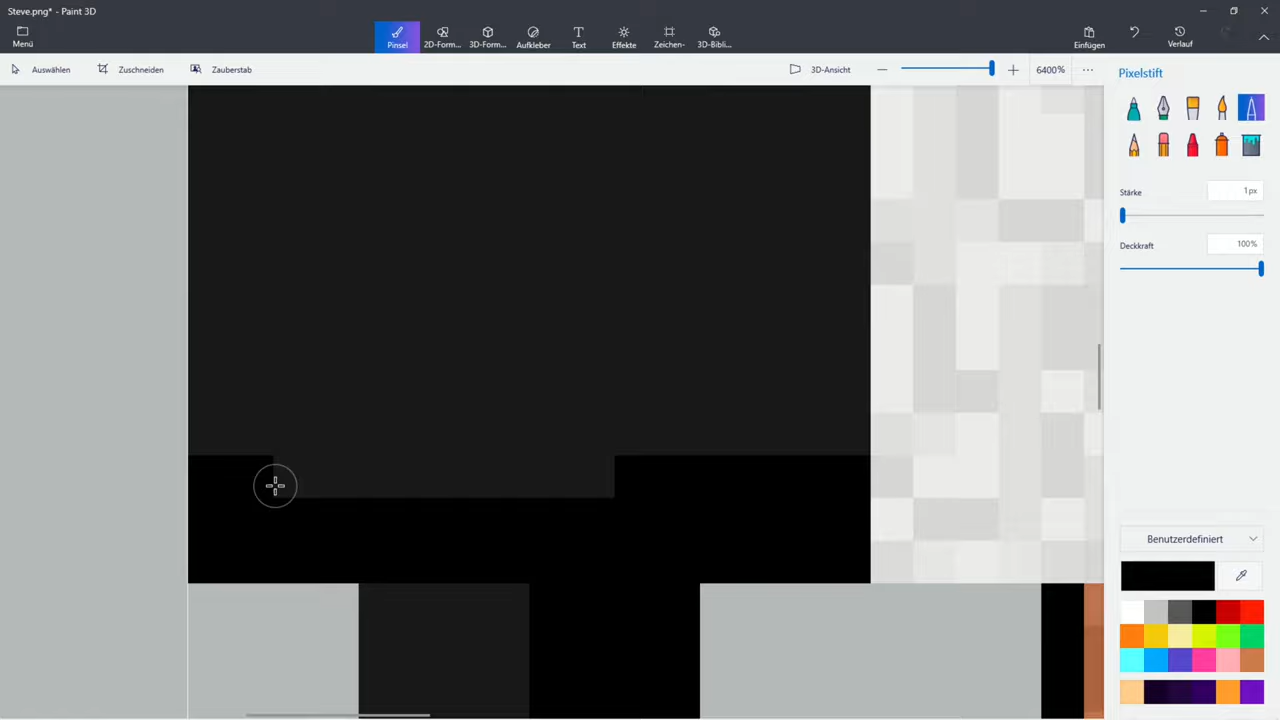 Steve.png* - Paint 3D
Menü
Pinsel
2D-Form...
3D-Form...
Aufkleber
Text
Effekte
Zeichen-
3D-Bibli...
Einfügen
Verlauf
Auswählen
Zuschneiden
Zauberstab
3D-Ansicht
6400%
Pixelstift
Stärke
1px
Deckkraft
100%
Benutzerdefiniert